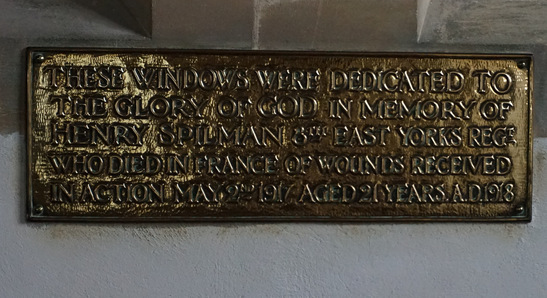 THESE WINDOWS WERE DEDICATED TO
THE GLORY OF GOD IN MEMORY OF
HENRY SPILMAN 8TH EAST YORKS REGT
WHO DIED IN FRANCE OF WOUNDS RECEIVED
IN ACTION MAY 2ND 1917, AGED 21 YEARS. A.D. 1918